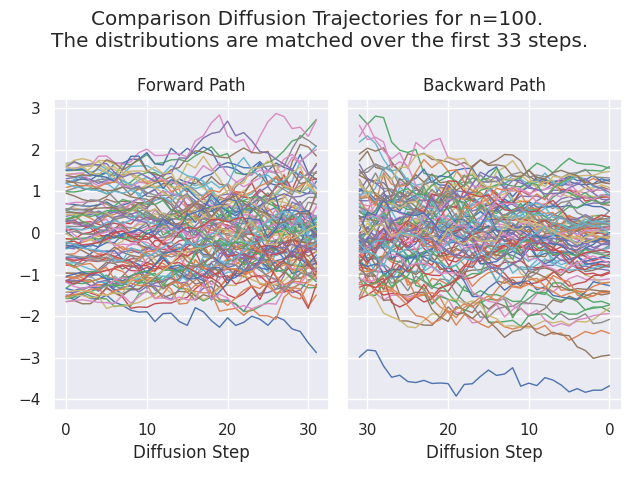 Comparison Diffusion Trajectories for n=100.
The distributions are matched over the first 33 steps.
Forward Path
Backward Path
3
2
1
0
−1
−2
−3
−4
0
10
20
30
30
20
10
0
Diffusion Step
Diffusion Step